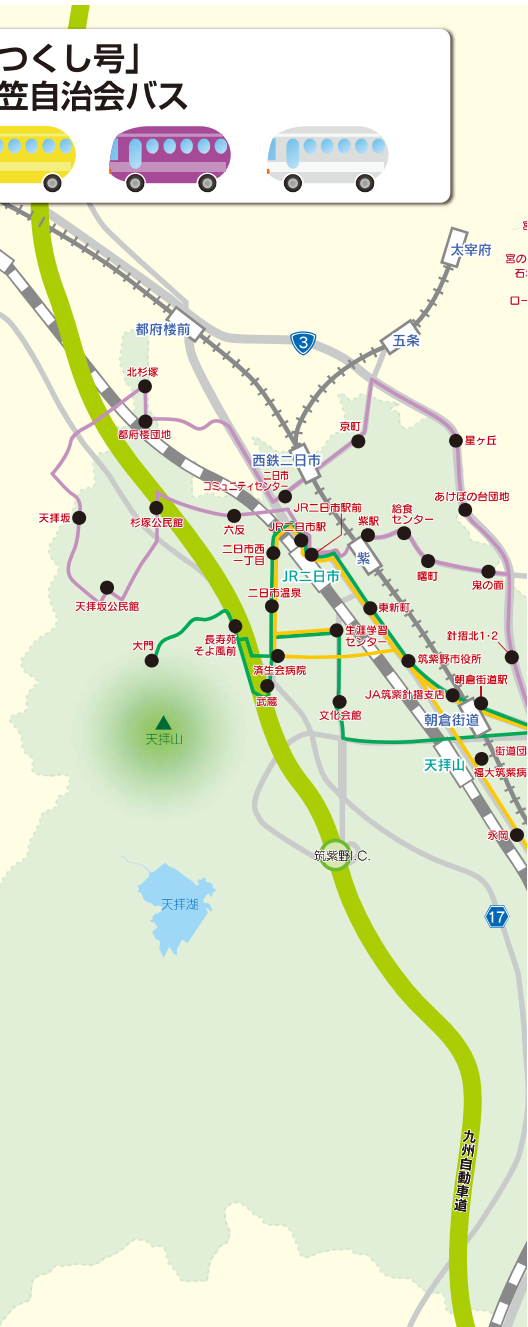 つくし号」
笠自治会バス
太宰府
宮の
石
ロー
都府楼前
3
五条
北杉塚
都府楼団地
京町
星ヶ丘
西鉄二日市
二日市
コミュニティセンター
あけぼの台団地
天拝坂
杉塚公民館
六反
JR二日市駅前
JR二日市駅
紫駅
給食
センター
二日市西
一丁目
紫
JR二日市
曙町
鬼の面
天拝坂公民館
二日市温泉
東新町
長寿苑
そよ風前
生涯学習
センター
針摺北1・2
大門
済生会病院
筑紫野市役所
武蔵
JA筑紫針摺支店
朝倉街道駅
文化会館
朝倉街道
天拝山
天拝山
街道団
福大筑紫病
永岡
筑紫野I.C.
天拝湖
17
九州自動車道